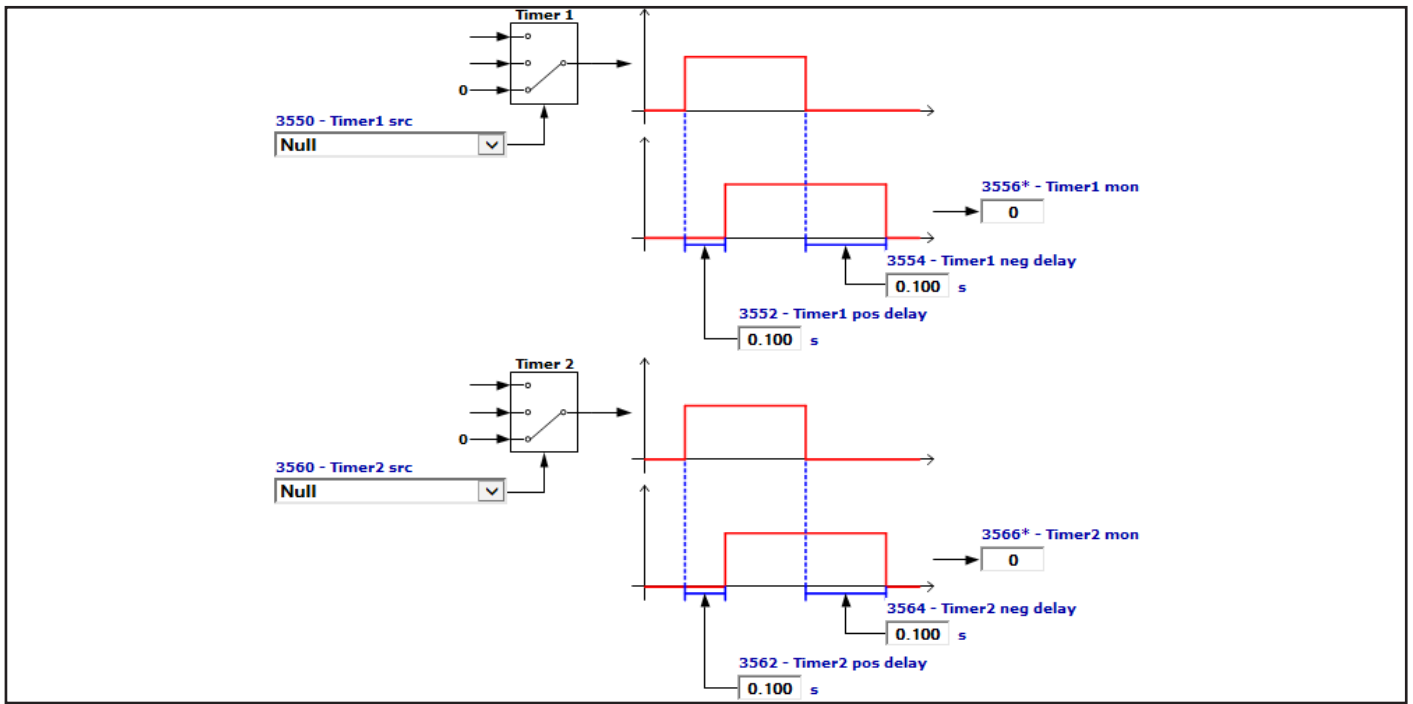 Timer 1
0
3550 - Timer1 src
Null
3556* - Timer1 mon
0
3554 - Timer1 neg delay
0.100 s
3552 - Timer1 pos delay
0.100 s
Timer 2
0
3560 - Timer2 src
Null
3566* - Timer2 mon
0
3564 - Timer2 neg delay
0.100 s
3562 - Timer2 pos delay
0.100 s